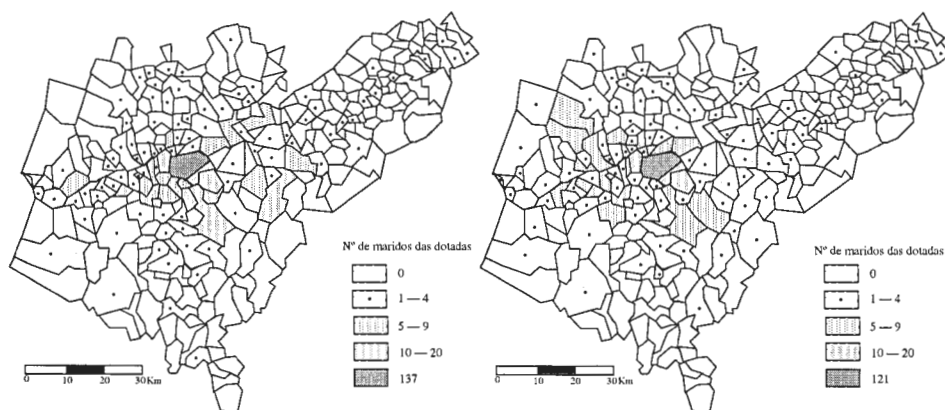 Nº de maridos das dotadas
0
1 — 4
5 — 9
10 — 20
137
0 10 20 30Km
Nº de maridos das dotadas
0
1 — 4
5 — 9
10 — 20
121
0 10 20 30Km